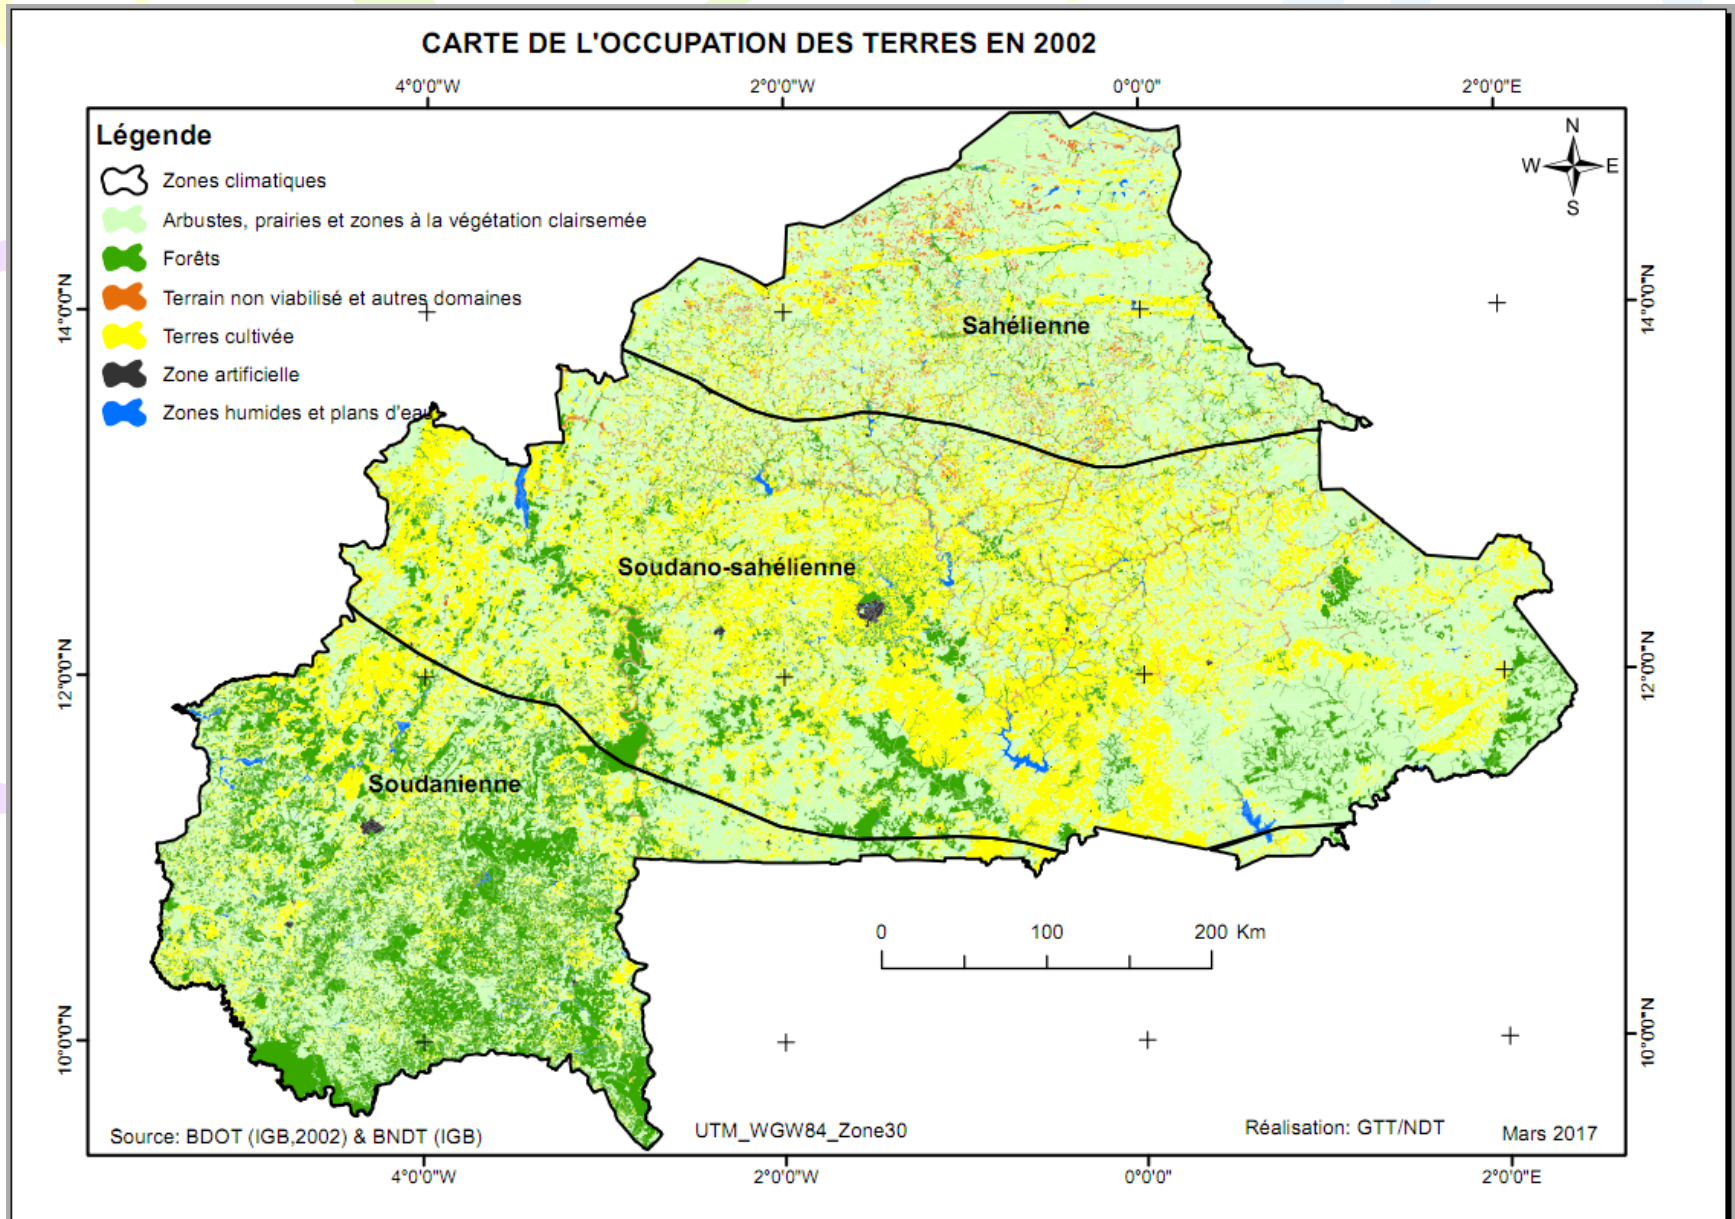 CARTE DE L'OCCUPATION DES TERRES EN 2002
4°0'0"W 2°0'0"W 0°0'0" 2°0'0"E
Légende
Zones climatiques
Arbustes, prairies et zones à la végétation clairsemée
Forêts
Terrain non viabilisé et autres domaines
Terres cultivée
Zone artificielle
Zones humides et plans d'eau
N
W E
S
14°0'0"N 14°0'0"N
Sahélienne
Soudano-sahélienne
12°0'0"N 12°0'0"N
Soudanienne
0 100 200 Km
10°0'0"N 10°0'0"N
Source: BDOT (IGB,2002) & BNDT (IGB) UTM_WGW84_Zone30 Réalisation: GTT/NDT Mars 2017
4°0'0"W 2°0'0"W 0°0'0" 2°0'0"E